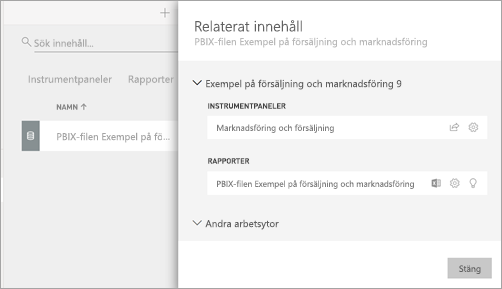 Sök innehåll...
Instrumentpaneler Rapporter
NAMN
PBIX-filen Exempel på fö...
Relaterat innehåll
PBIX-filen Exempel på försäljning och marknadsföring
Exempel på försäljning och marknadsföring 9
INSTRUMENTPANELER
Marknadsföring och försäljning
RAPPORTER
PBIX-filen Exempel på försäljning och marknadsföring
Andra arbetsytor
Stäng